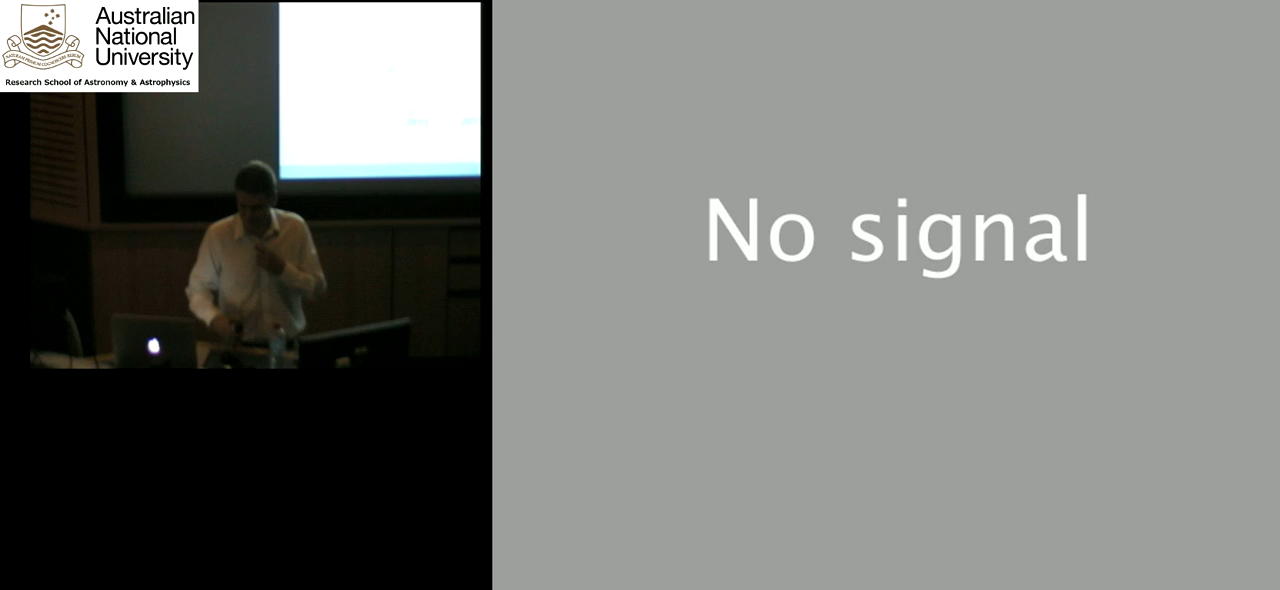 Australian
National
University
Research School of Astronomy & Astrophysics
No signal